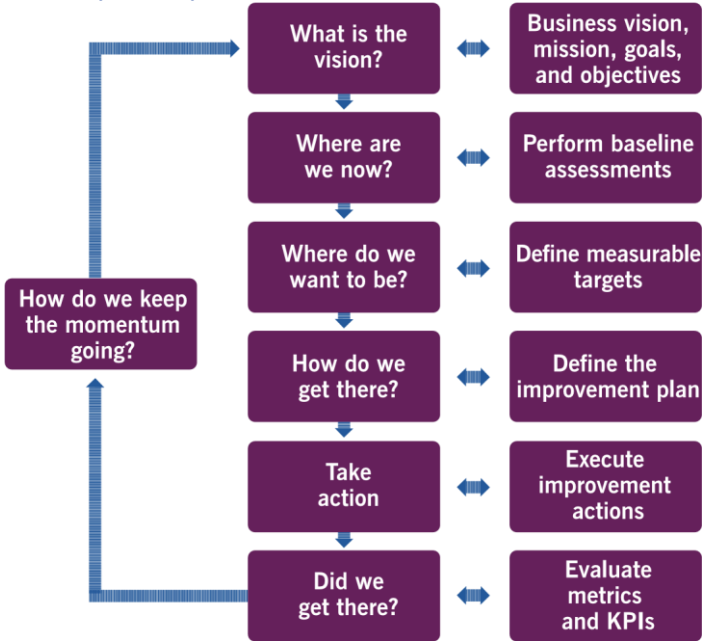 What is the
vision?
Business vision,
mission, goals,
and objectives
Where are
we now?
Perform baseline
assessments
Where do we
want to be?
Define measurable
targets
How do we keep
the momentum
going?
How do we
get there?
Define the
improvement plan
Take
action
Execute
improvement
actions
Did we
get there?
Evaluate
metrics
and KPIs